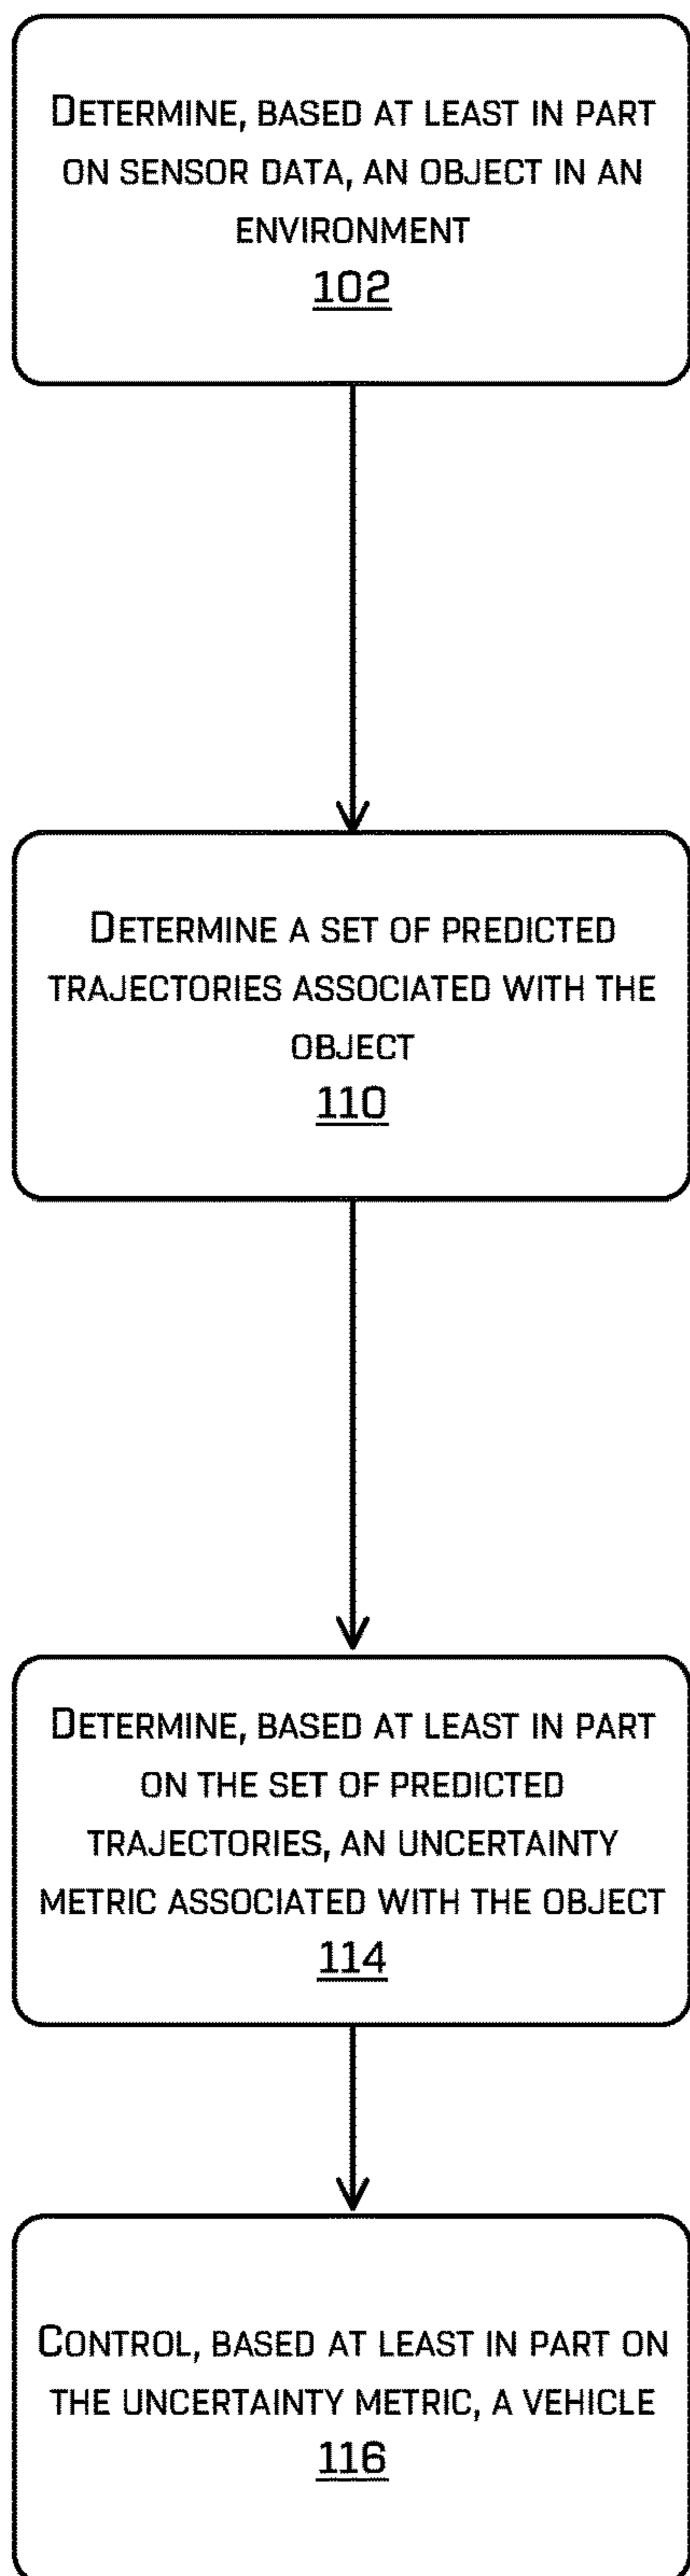 DETERMINE, BASED AT LEAST IN PART
ON SENSOR DATA, AN OBJECT IN AN
ENVIRONMENT
102
DETERMINE A SET OF PREDICTED
TRAJECTORIES ASSOCIATED WITH THE
OBJECT
110
DETERMINE, BASED AT LEAST IN PART
ON THE SET OF PREDICTED
TRAJECTORIES, AN UNCERTAINTY
METRIC ASSOCIATED WITH THE OBJECT
114
CONTROL, BASED AT LEAST IN PART ON
THE UNCERTAINTY METRIC, A VEHICLE
116